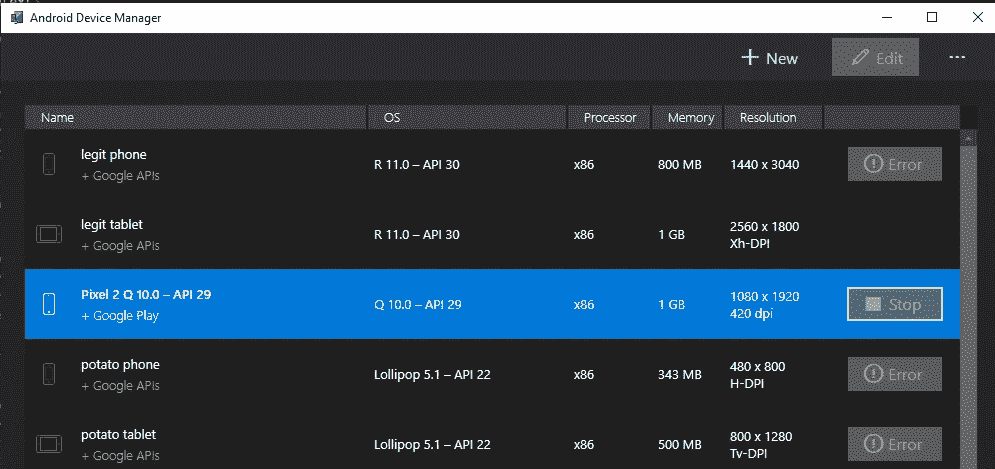 Android Device Manager
New Edit ...
Name OS Processor Memory Resolution
legit phone
+ Google APIs
R 11.0 – API 30 x86 800 MB 1440 x 3040 Error
legit tablet
+ Google APIs
R 11.0 – API 30 x86 1 GB 2560 x 1800
Xh-DPI
Pixel 2 Q 10.0 – API 29
+ Google Play
Q 10.0 – API 29 x86 1 GB 1080 x 1920
420 dpi
Stop
potato phone
+ Google APIs
Lollipop 5.1 – API 22 x86 343 MB 480 x 800
H-DPI
Error
potato tablet
+ Google APIs
Lollipop 5.1 – API 22 x86 500 MB 800 x 1280
Tv-DPI
Error